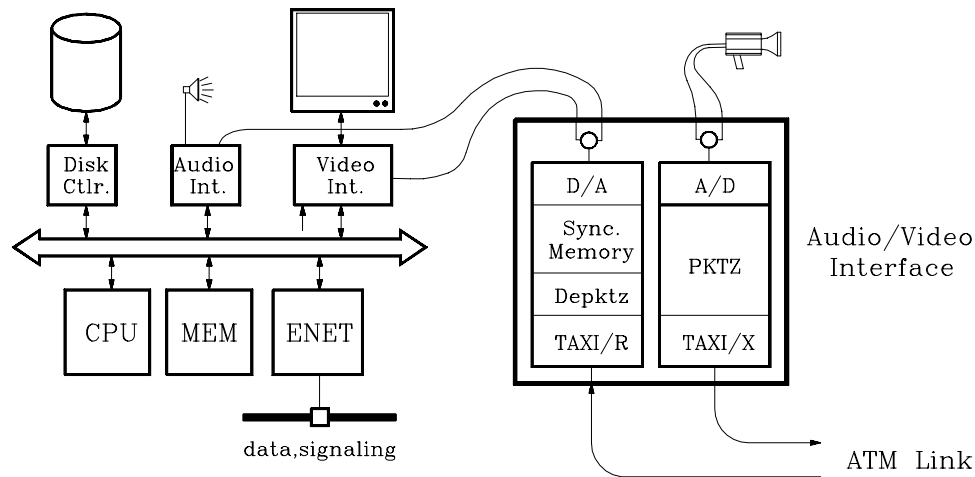 Disk
Ctlr.
Audio
Int.
Video
Int.
CPU
MEM
ENET
data,signaling
D/A
Sync.
Memory
Depktz
TAXI/R
A/D
PKTZ
TAXI/X
Audio/Video
Interface
ATM Link